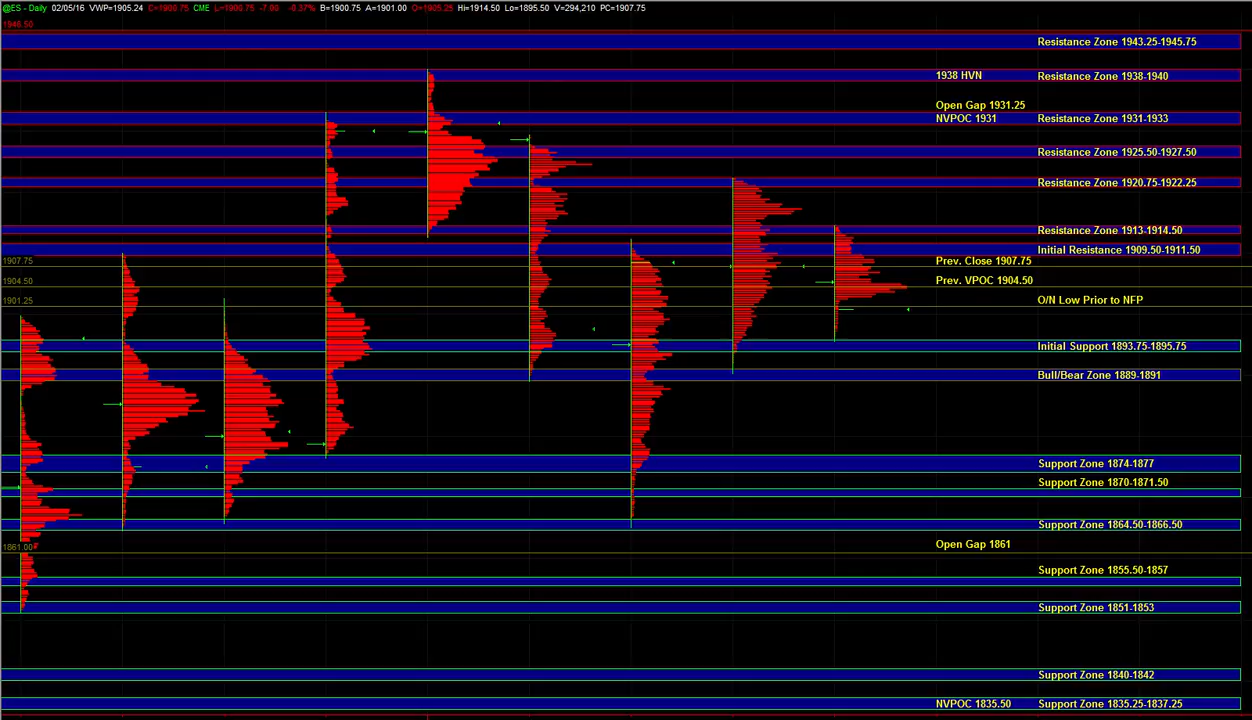 @ES - Daily 02/05/16 VWP=1905.24 C=1900.75 CME L=1900.75 -7.00 -0.37% B=1900.75 A=1901.00 O=1905.25 Hi=1914.50 Lo=1895.50 V=294,210 PC=1907.75
1946.50
Resistance Zone 1943.25-1945.75
1938 HVN Resistance Zone 1938-1940
Open Gap 1931.25
NVPOC 1931 Resistance Zone 1931-1933
Resistance Zone 1925.50-1927.50
Resistance Zone 1920.75-1922.25
Resistance Zone 1913-1914.50
Initial Resistance 1909.50-1911.50
1907.75 Prev. Close 1907.75
1904.50 Prev. VPOC 1904.50
1901.25 O/N Low Prior to NFP
Initial Support 1893.75-1895.75
Bull/Bear Zone 1889-1891
Support Zone 1874-1877
Support Zone 1870-1871.50
Support Zone 1864.50-1866.50
1861.00 Open Gap 1861
Support Zone 1855.50-1857
Support Zone 1851-1853
Support Zone 1840-1842
NVPOC 1835.50 Support Zone 1835.25-1837.25